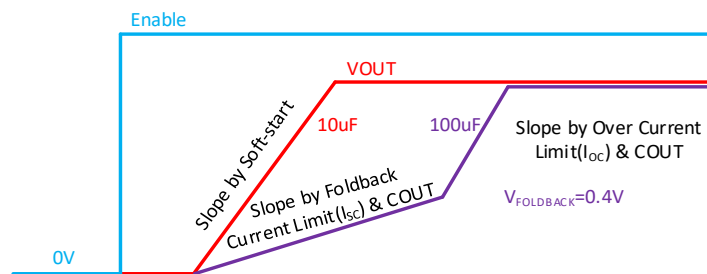 Enable
VOUT
Slope by Soft-start
10uF
100uF
Slope by Over Current
Limit(IOC) & COUT
Slope by Foldback
Current Limit(ISC) & COUT
VFOLDBACK=0.4V
0V